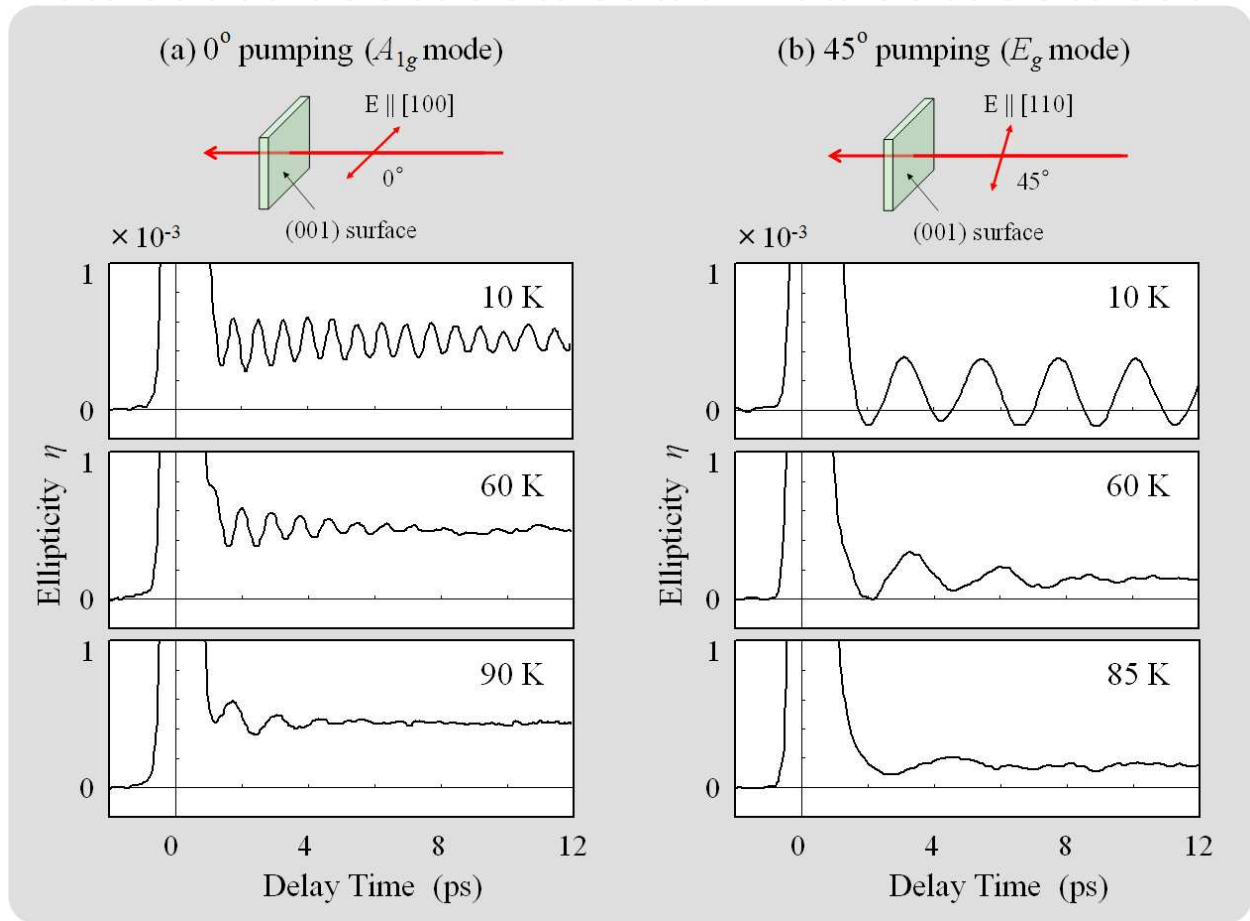 (a) 0° pumping (A1g mode)
E || [100]
0°
(001) surface
× 10-3
1
10 K
0
1
60 K
0
1
90 K
0
0 4 8 12
Delay Time (ps)
Ellipticity η
(b) 45° pumping (Eg mode)
E || [110]
45°
(001) surface
× 10-3
1
10 K
0
1
60 K
0
1
85 K
0
0 4 8 12
Delay Time (ps)
Ellipticity η